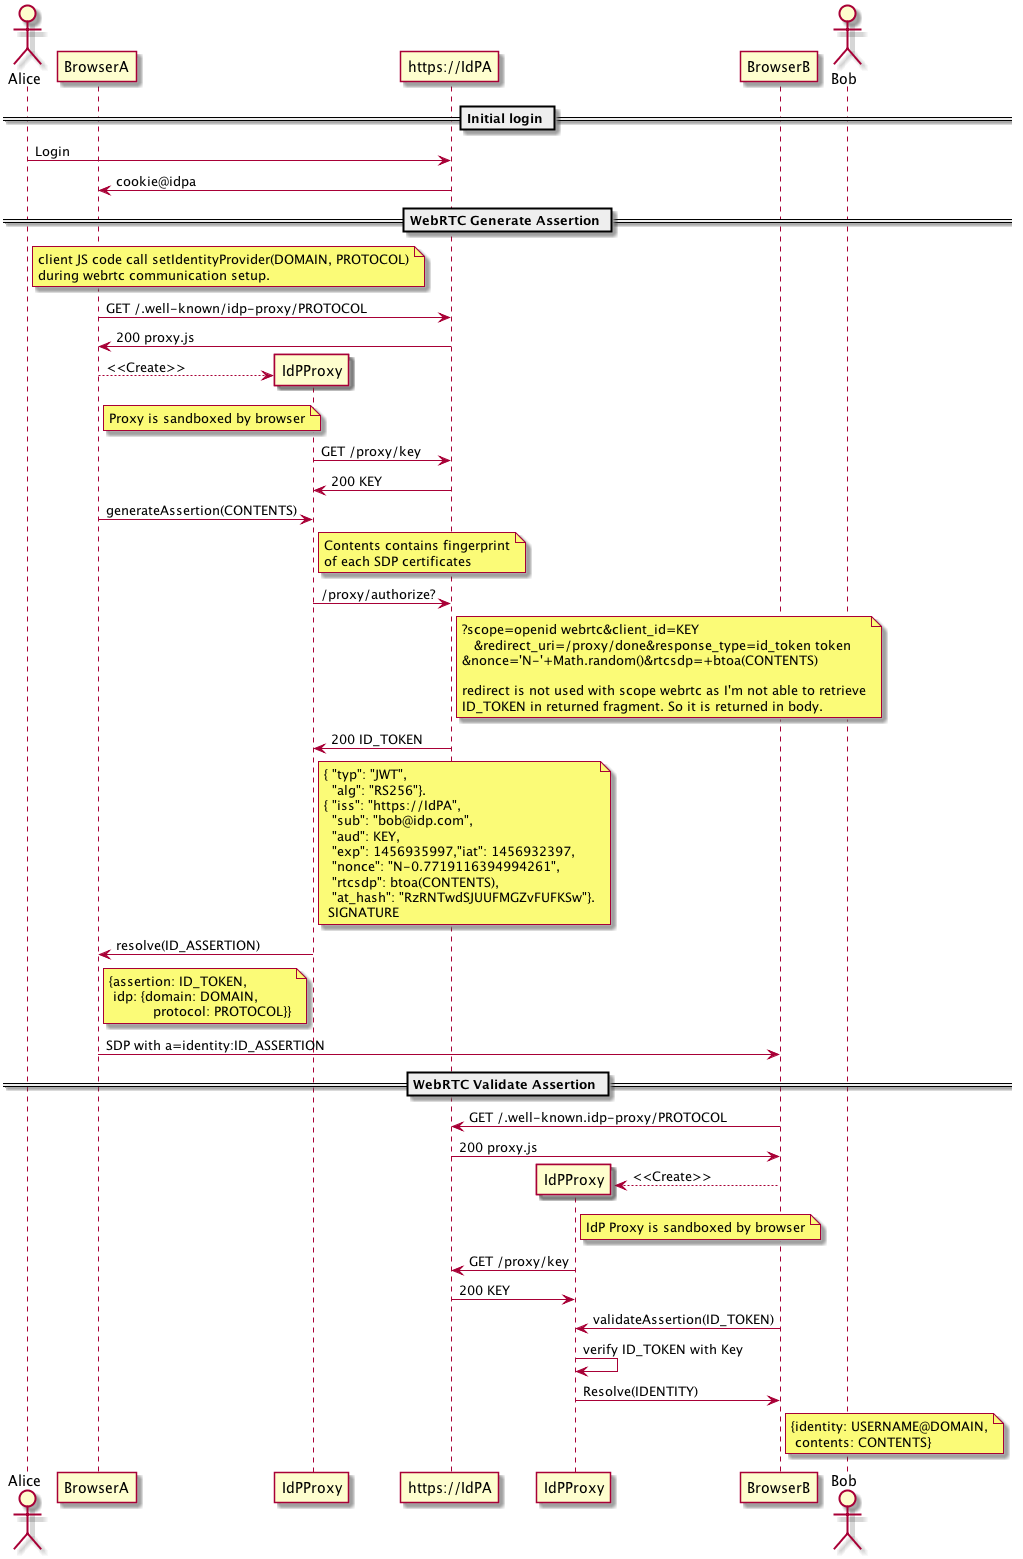 Alice
Bob
BrowserA
https://IdPA
BrowserB
Initial login
Login
cookie@idpa
WebRTC Generate Assertion
client JS code call setIdentityProvider(DOMAIN, PROTOCOL)
during webrtc communication setup.
GET /.well-known/idp-proxy/PROTOCOL
200 proxy.js
<<Create>>
IdPProxy
Proxy is sandboxed by browser
GET /proxy/key
200 KEY
generateAssertion(CONTENTS)
Contents contains fingerprint
of each SDP certificates
/proxy/authorize?
?scope=openid webrtc&client_id=KEY
&redirect_uri=/proxy/done&response_type=id_token token
&nonce='N-'+Math.random()&rtcsdp=+btoa(CONTENTS)
redirect is not used with scope webrtc as I'm not able to retrieve
ID_TOKEN in returned fragment. So it is returned in body.
200 ID_TOKEN
{ "typ": "JWT",
"alg": "RS256"}.
{ "iss": "https://IdPA",
"sub": "bob@idp.com",
"aud": KEY,
"exp": 1456935997,"iat": 1456932397,
"nonce": "N-0.7719116394994261",
"rtcsdp": btoa(CONTENTS),
"at_hash": "RzRNTwdSJUUFMGZvFUFKSw"}.
SIGNATURE
resolve(ID_ASSERTION)
{assertion: ID_TOKEN,
idp: {domain: DOMAIN,
protocol: PROTOCOL}}
SDP with a=identity:ID_ASSERTION
WebRTC Validate Assertion
GET /.well-known.idp-proxy/PROTOCOL
200 proxy.js
IdPProxy
<<Create>>
IdP Proxy is sandboxed by browser
GET /proxy/key
200 KEY
validateAssertion(ID_TOKEN)
verify ID_TOKEN with Key
Resolve(IDENTITY)
{identity: USERNAME@DOMAIN,
contents: CONTENTS}
Alice
Bob
BrowserA
IdPProxy
https://IdPA
IdPProxy
BrowserB